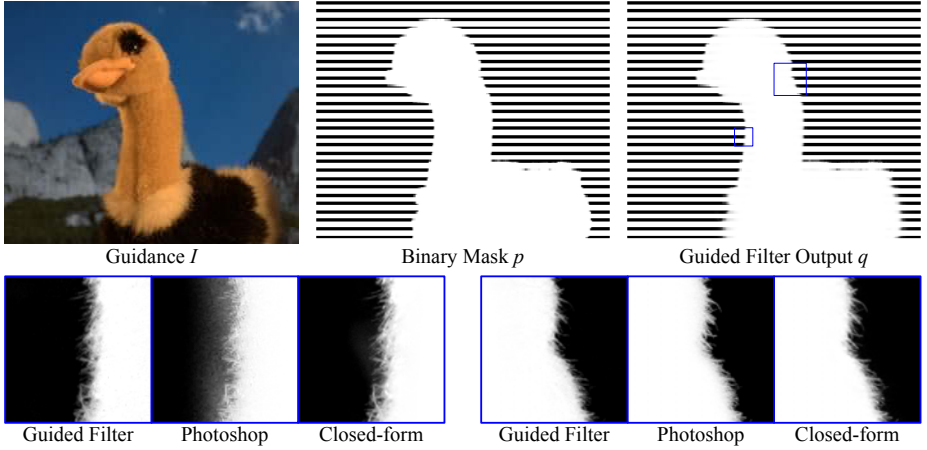 Guidance I
Binary Mask p
Guided Filter Output q
Guided Filter
Photoshop
Closed-form
Guided Filter
Photoshop
Closed-form